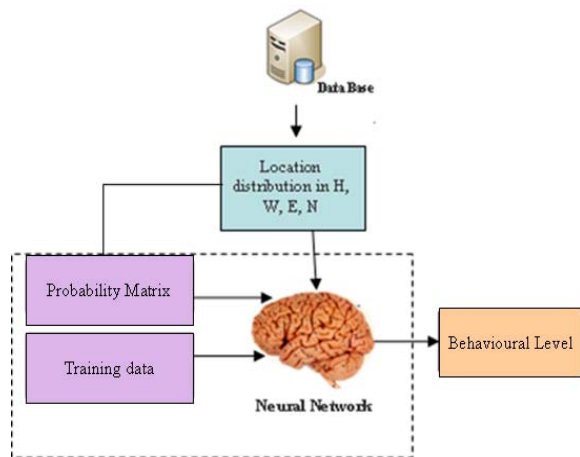 Data Base
Location
distribution in H,
W, E, N
Probability Matrix
Training data
Neural Network
Behavioural Level